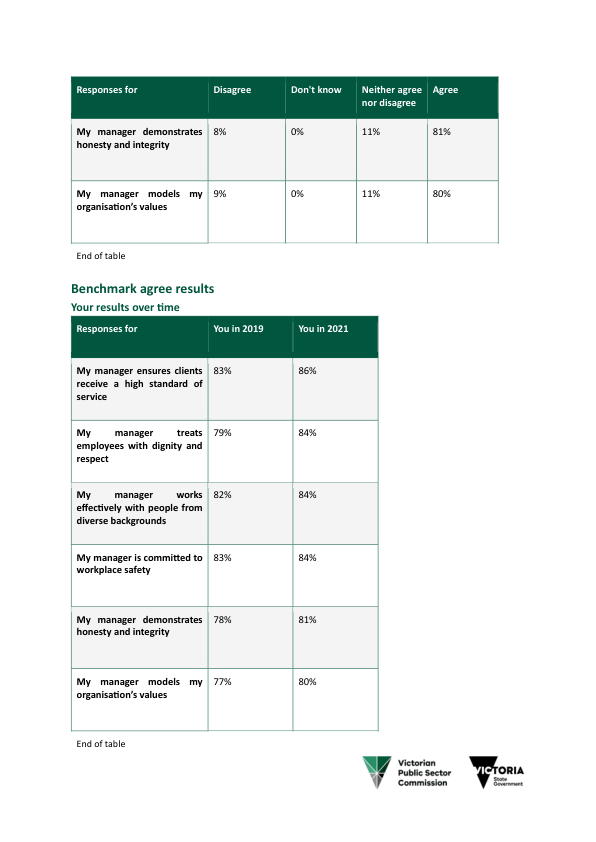 Responses for Disagree Don't know Neither agree Agree
nor disagree
My manager demonstrates 8% 0% 11% 81%
honesty and integrity
My manager models my 9% 0% 11% 80%
organisation's values
End of table
Benchmark agree results
Your results over time
Responses for You in 2019 You in 2021
My manager ensures clients 83% 86%
receive a high standard of
service
My manager treats 79% 84%
employees with dignity and
respect
My manager works 82% 84%
effectively with people from
diverse backgrounds
My manager is committed to 83% 84%
workplace safety
My manager demonstrates 78% 81%
honesty and integrity
My manager models my 77% 80%
organisation's values
End of table
Victorian
Public Sector
Commission
VICTORIA
State
Government